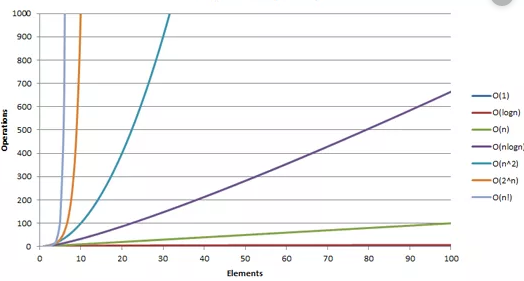 1000
900
800
700
600
500
400
300
200
100
0
Operations
0 10 20 30 40 50 60 70 80 90 100
Elements
O(1)
O(logn)
O(n)
O(nlogn)
O(n^2)
O(2^n)
O(n!)